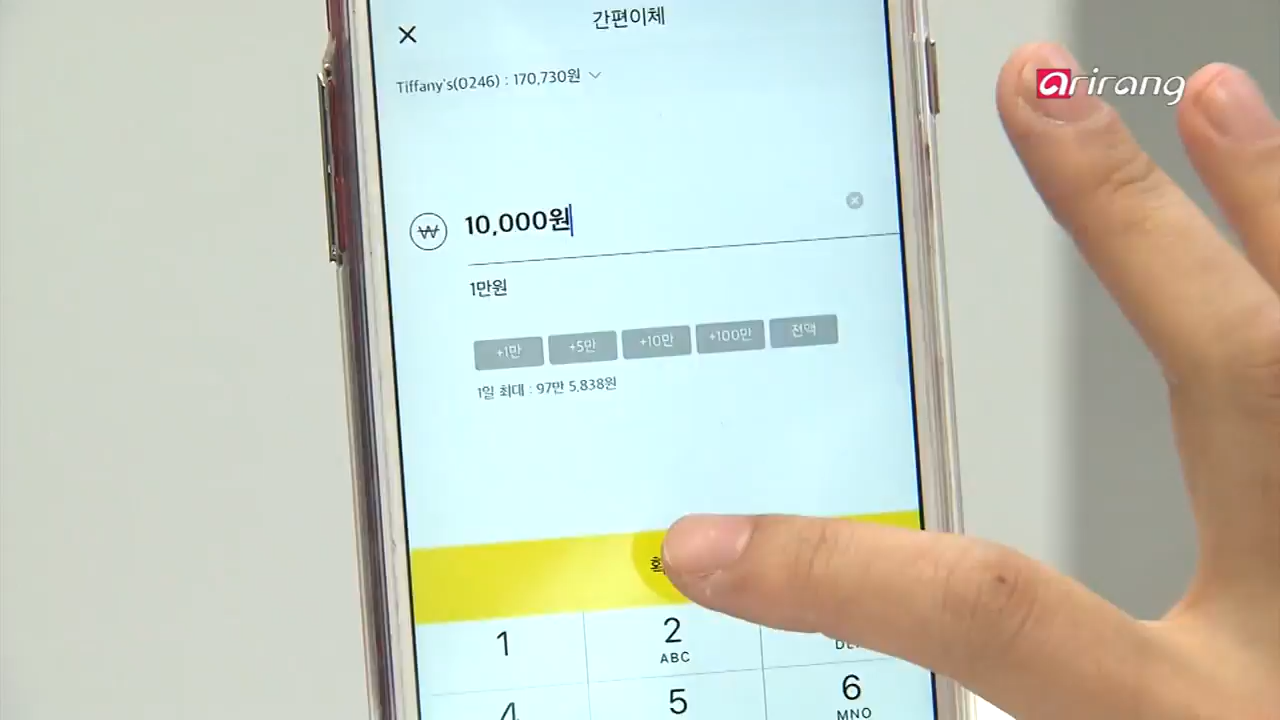 간편이체
arirang
Tiffany's(0246) : 170,730원
₩ 10,000원
1만원
+1만 +5만 +10만 +100만 전액
1일 최대 : 97만 5,838원
1 2
ABC
4 5 6
MNO